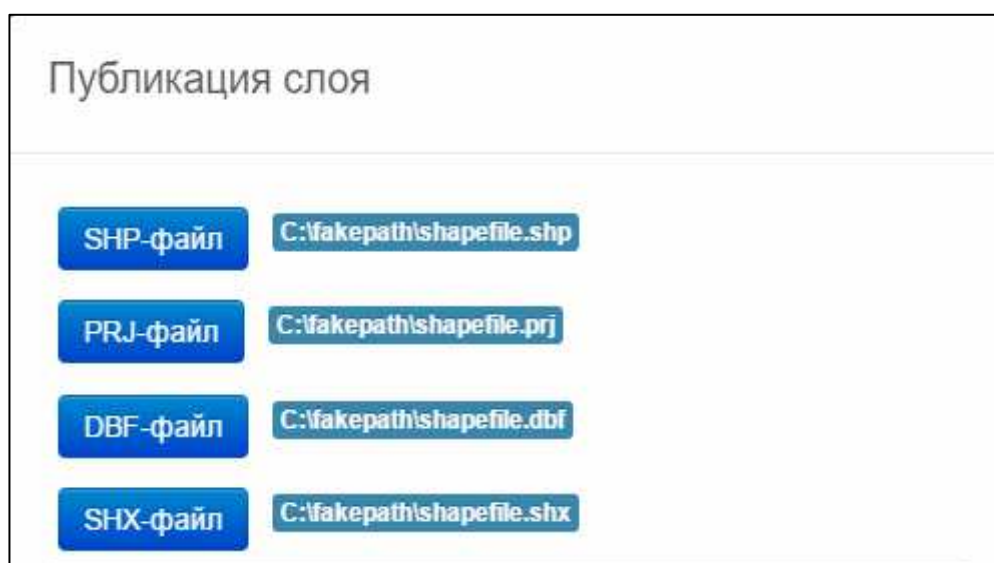 Публикация слоя
SHP-файл C:\fakepath\shapefile.shp
PRJ-файл C:\fakepath\shapefile.prj
DBF-файл C:\fakepath\shapefile.dbf
SHX-файл C:\fakepath\shapefile.shx